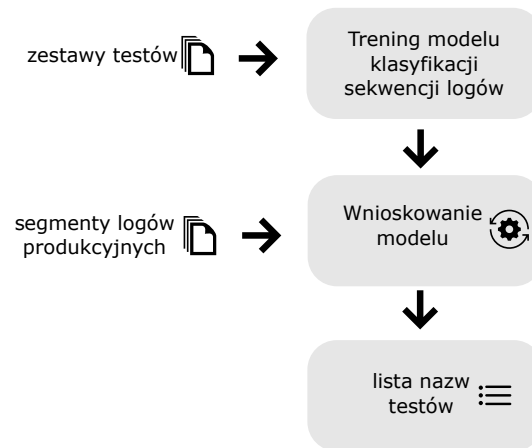 zestawy testów
Trening modelu
klasyfikacji
sekwencji logów
segmenty logów
produkcyjnych
Wnioskowanie
modelu
lista nazw
testów